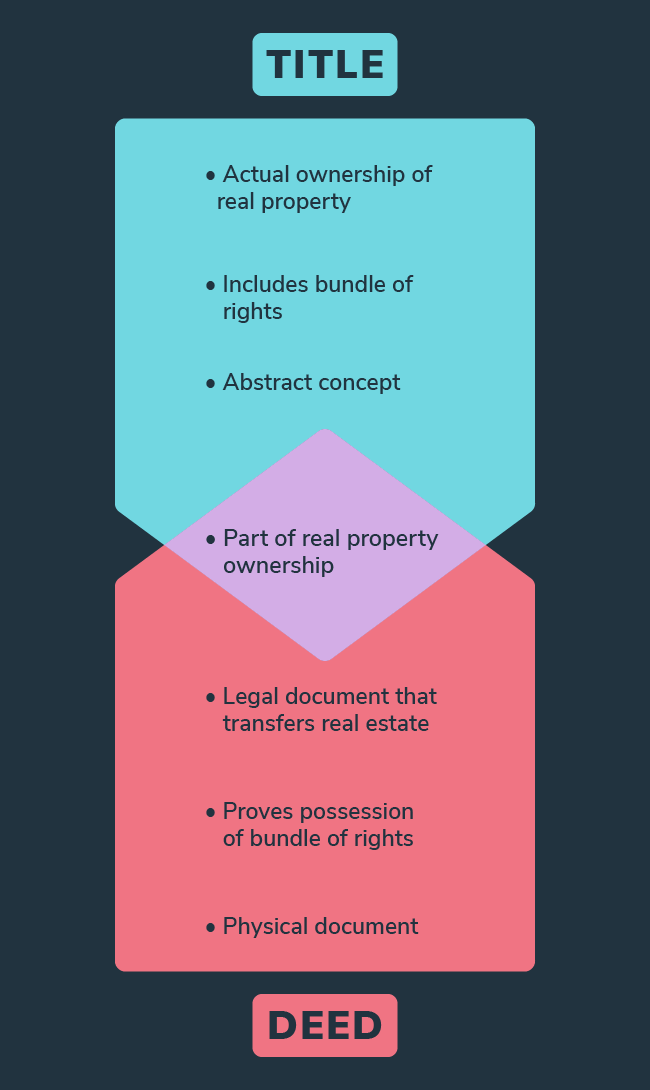 TITLE
• Actual ownership of
real property
• Includes bundle of
rights
• Abstract concept
• Part of real property
ownership
• Legal document that
transfers real estate
• Proves possession
of bundle of rights
• Physical document
DEED